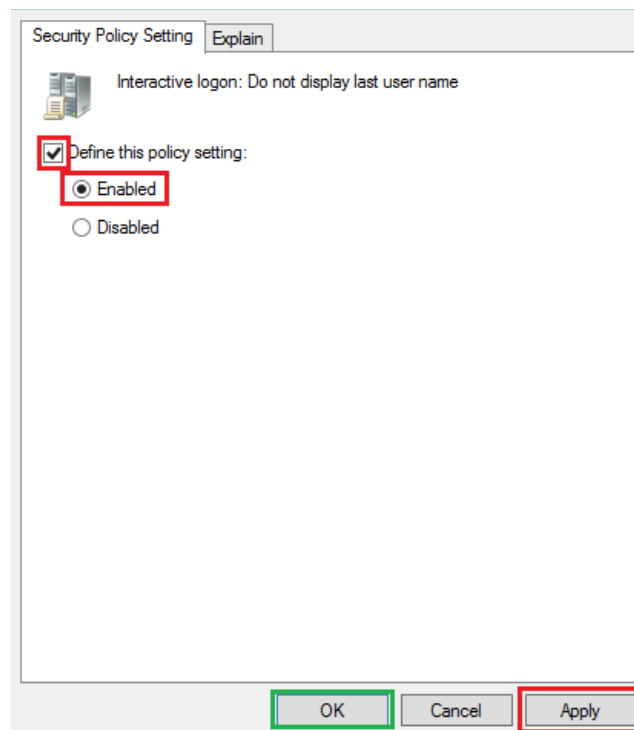 Security Policy Setting
Explain
Interactive logon: Do not display last user name
Define this policy setting:
Enabled
Disabled
OK
Cancel
Apply